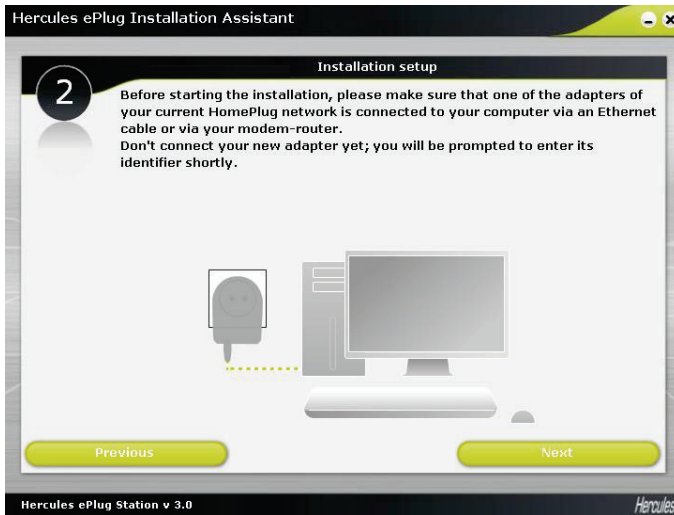 Hercules ePlug Installation Assistant
Installation setup
2
Before starting the installation, please make sure that one of the adapters of
your current HomePlug network is connected to your computer via an Ethernet
cable or via your modem-router.
Don't connect your new adapter yet; you will be prompted to enter its
identifier shortly.
Previous
Next
Hercules ePlug Station v 3.0
Hercules